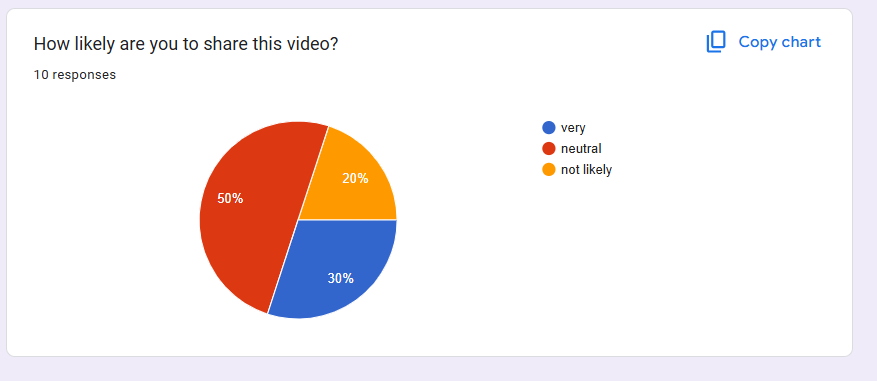 How likely are you to share this video?
Copy chart
10 responses
very
neutral
not likely
20%
50%
30%